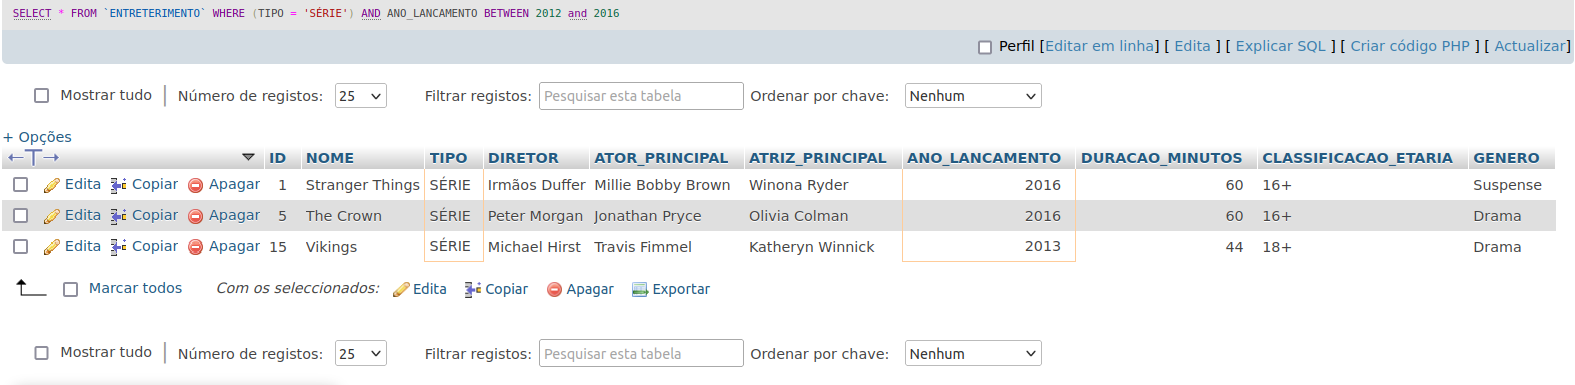 SELECT * FROM `ENTRETERIMENTO` WHERE (TIPO = 'SÉRIE') AND ANO_LANCAMENTO BETWEEN 2012 and 2016
Perfil [Editar em linha] [ Edita ] [ Explicar SQL ] [ Criar código PHP ] [ Actualizar]
Mostrar tudo | Número de registos: 25 Filtrar registos: Pesquisar esta tabela Ordenar por chave: Nenhum
+ Opções
←T→ ID NOME TIPO DIRETOR ATOR_PRINCIPAL ATRIZ_PRINCIPAL ANO_LANCAMENTO DURACAO_MINUTOS CLASSIFICACAO_ETARIA GENERO
Edita Copiar Apagar 1 Stranger Things SÉRIE Irmãos Duffer Millie Bobby Brown Winona Ryder 2016 60 16+ Suspense
Edita Copiar Apagar 5 The Crown SÉRIE Peter Morgan Jonathan Pryce Olivia Colman 2016 60 16+ Drama
Edita Copiar Apagar 15 Vikings SÉRIE Michael Hirst Travis Fimmel Katheryn Winnick 2013 44 18+ Drama
Marcar todos Com os seleccionados: Edita Copiar Apagar Exportar
Mostrar tudo | Número de registos: 25 Filtrar registos: Pesquisar esta tabela Ordenar por chave: Nenhum